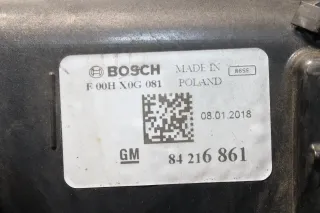 BOSCH MADE IN
F 00H X0G 081 POLAND
08.01.2018
GM 84 216 861